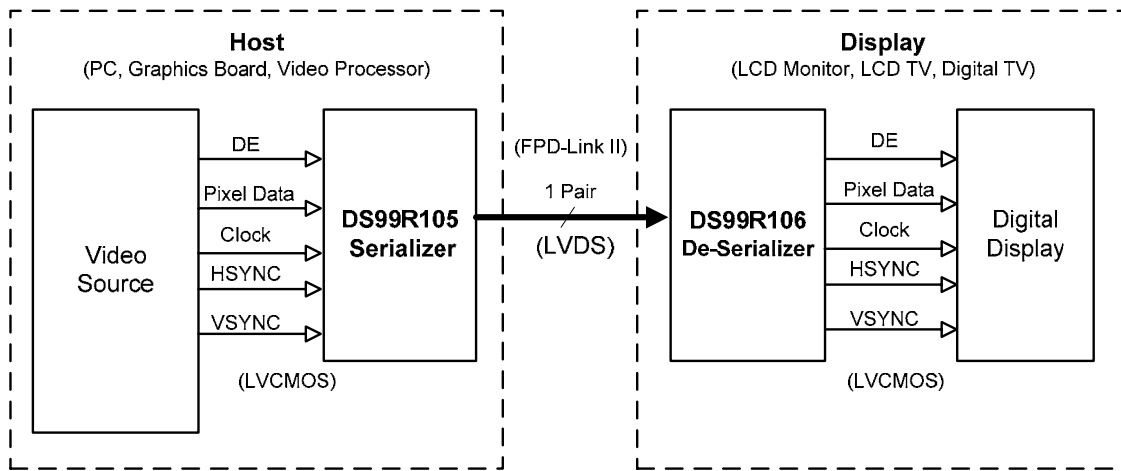 Host
(PC, Graphics Board, Video Processor)
Video
Source
DE
Pixel Data
Clock
HSYNC
VSYNC
(LVCMOS)
DS99R105
Serializer
(FPD-Link II)
1 Pair
(LVDS)
Display
(LCD Monitor, LCD TV, Digital TV)
DS99R106
De-Serializer
DE
Pixel Data
Clock
HSYNC
VSYNC
(LVCMOS)
Digital
Display